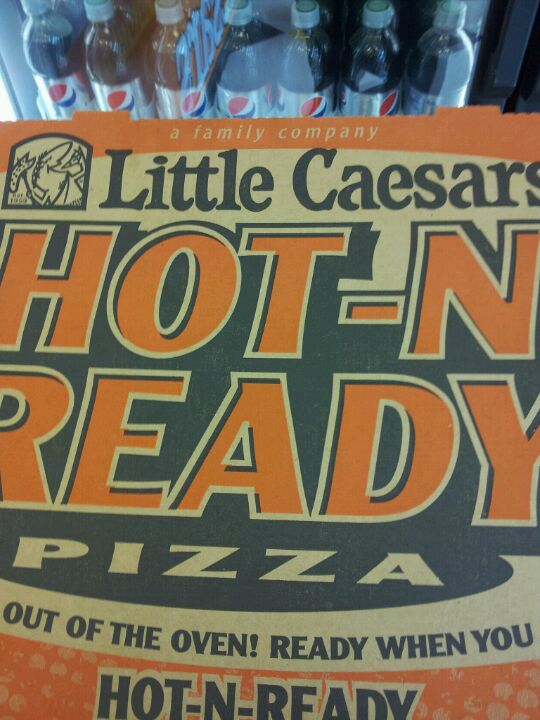 a family company
Little Caesars
HOT-N
READY
PIZZA
OUT OF THE OVEN! READY WHEN YOU
HOT-N-READY